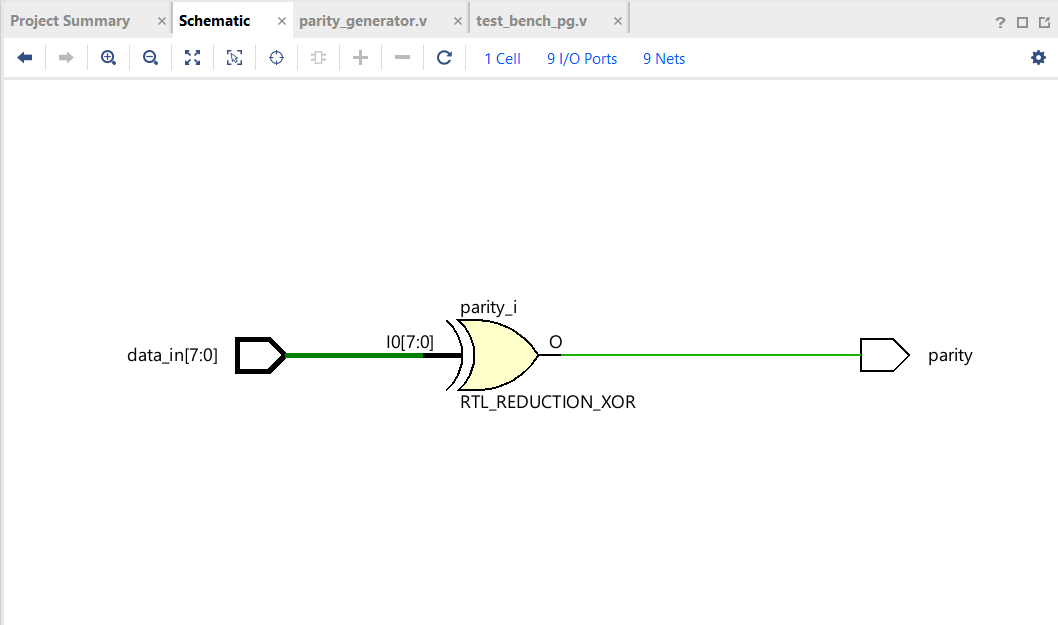 Project Summary × Schematic × parity_generator.v × test_bench_pg.v × ?
1 Cell 9 I/O Ports 9 Nets
parity_i
data_in[7:0] I0[7:0] O parity
RTL_REDUCTION_XOR